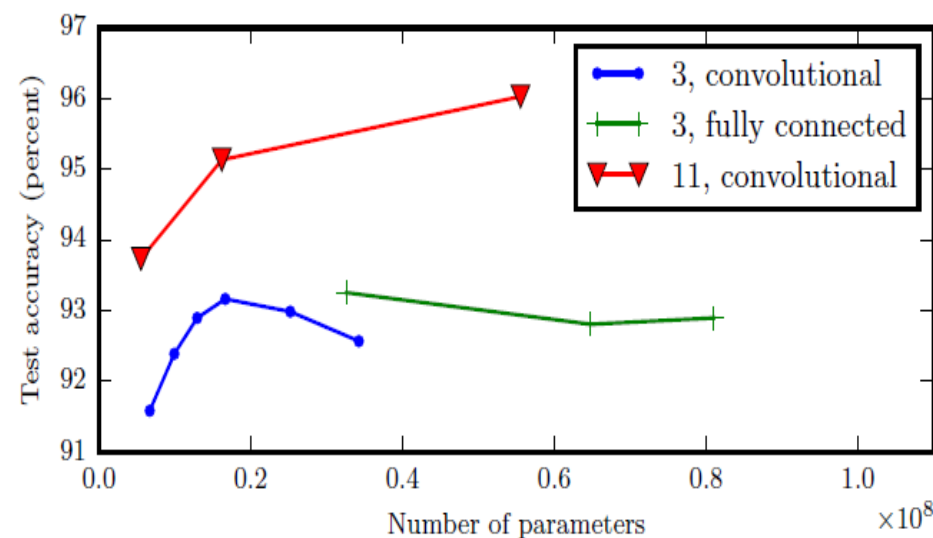 97
96
95
94
93
92
91
Test accuracy (percent)
3, convolutional
3, fully connected
11, convolutional
0.0 0.2 0.4 0.6 0.8 1.0
×10⁸
Number of parameters